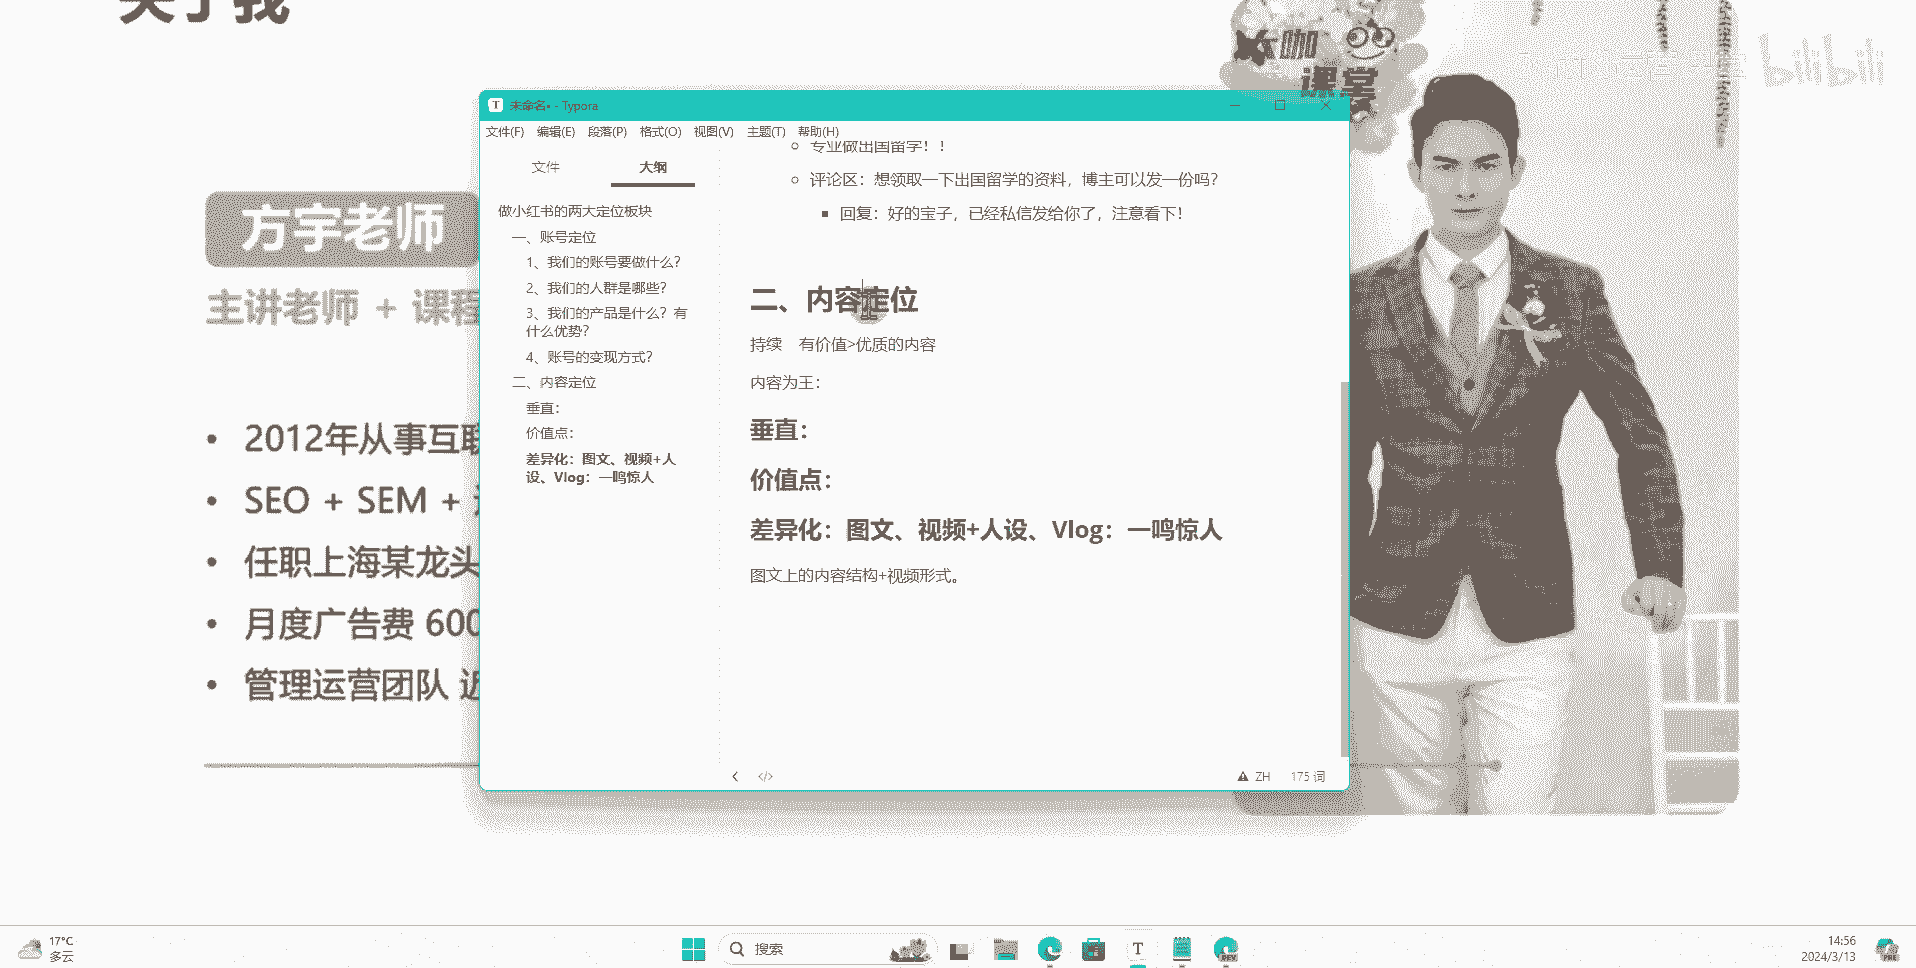 关于我
大咖
课堂
bilibili
方宇老师
主讲老师 + 课程
• 2012年从事互联
• SEO + SEM +
• 任职上海某龙头
• 月度广告费 600
• 管理运营团队 近
未命名• - Typora
文件(F) 编辑(E) 段落(P) 格式(O) 视图(V) 主题(T) 帮助(H)
文件 大纲
做小红书的两大定位板块
一、账号定位
1、我们的账号要做什么？
2、我们的人群是哪些？
3、我们的产品是什么？有
什么优势？
4、账号的变现方式？
二、内容定位
垂直：
价值点：
差异化：图文、视频+人
设、Vlog：一鸣惊人
专业做出国留学！！
评论区：想领取一下出国留学的资料，博主可以发一份吗？
回复：好的宝子，已经私信发给你了，注意看下！
二、内容定位
持续 有价值>优质的内容
内容为王：
垂直：
价值点：
差异化：图文、视频+人设、Vlog：一鸣惊人
图文上的内容结构+视频形式。
ZH 175 词
17°C
多云
搜索
14:56
2024/3/13